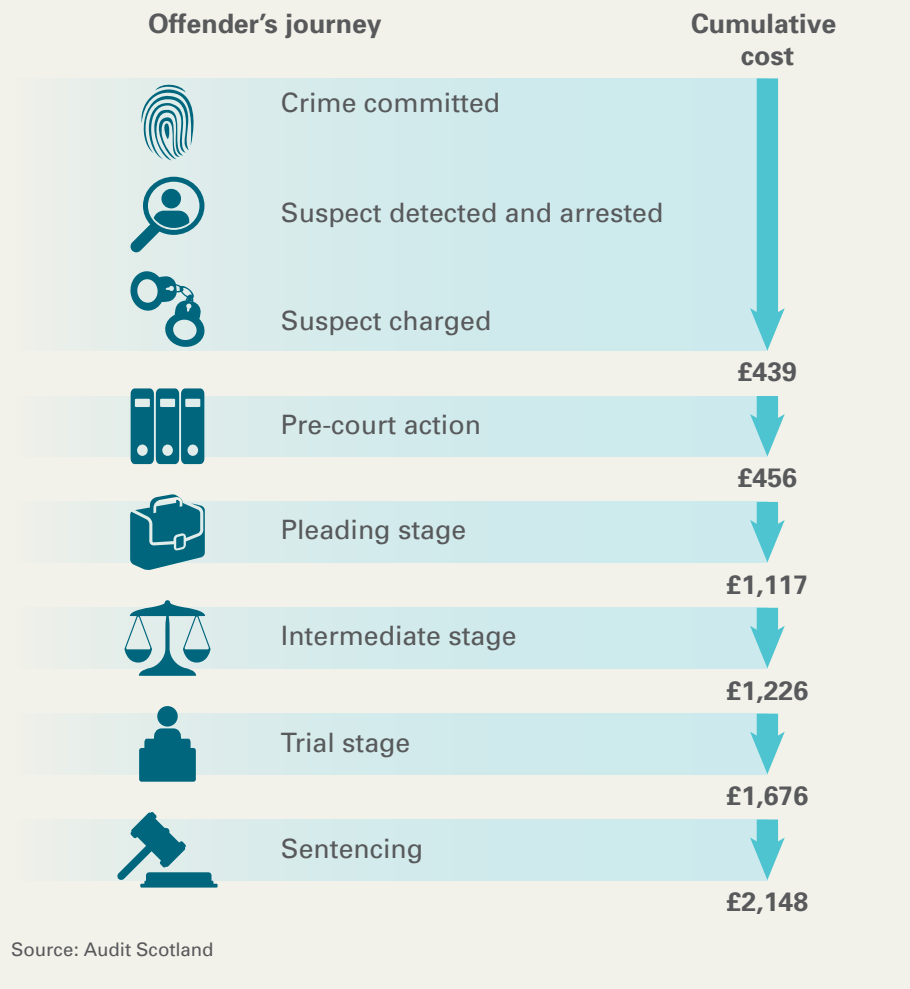 Offender’s journey
Cumulative
cost
Crime committed
Suspect detected and arrested
Suspect charged
£439
Pre-court action
£456
Pleading stage
£1,117
Intermediate stage
£1,226
Trial stage
£1,676
Sentencing
£2,148
Source: Audit Scotland